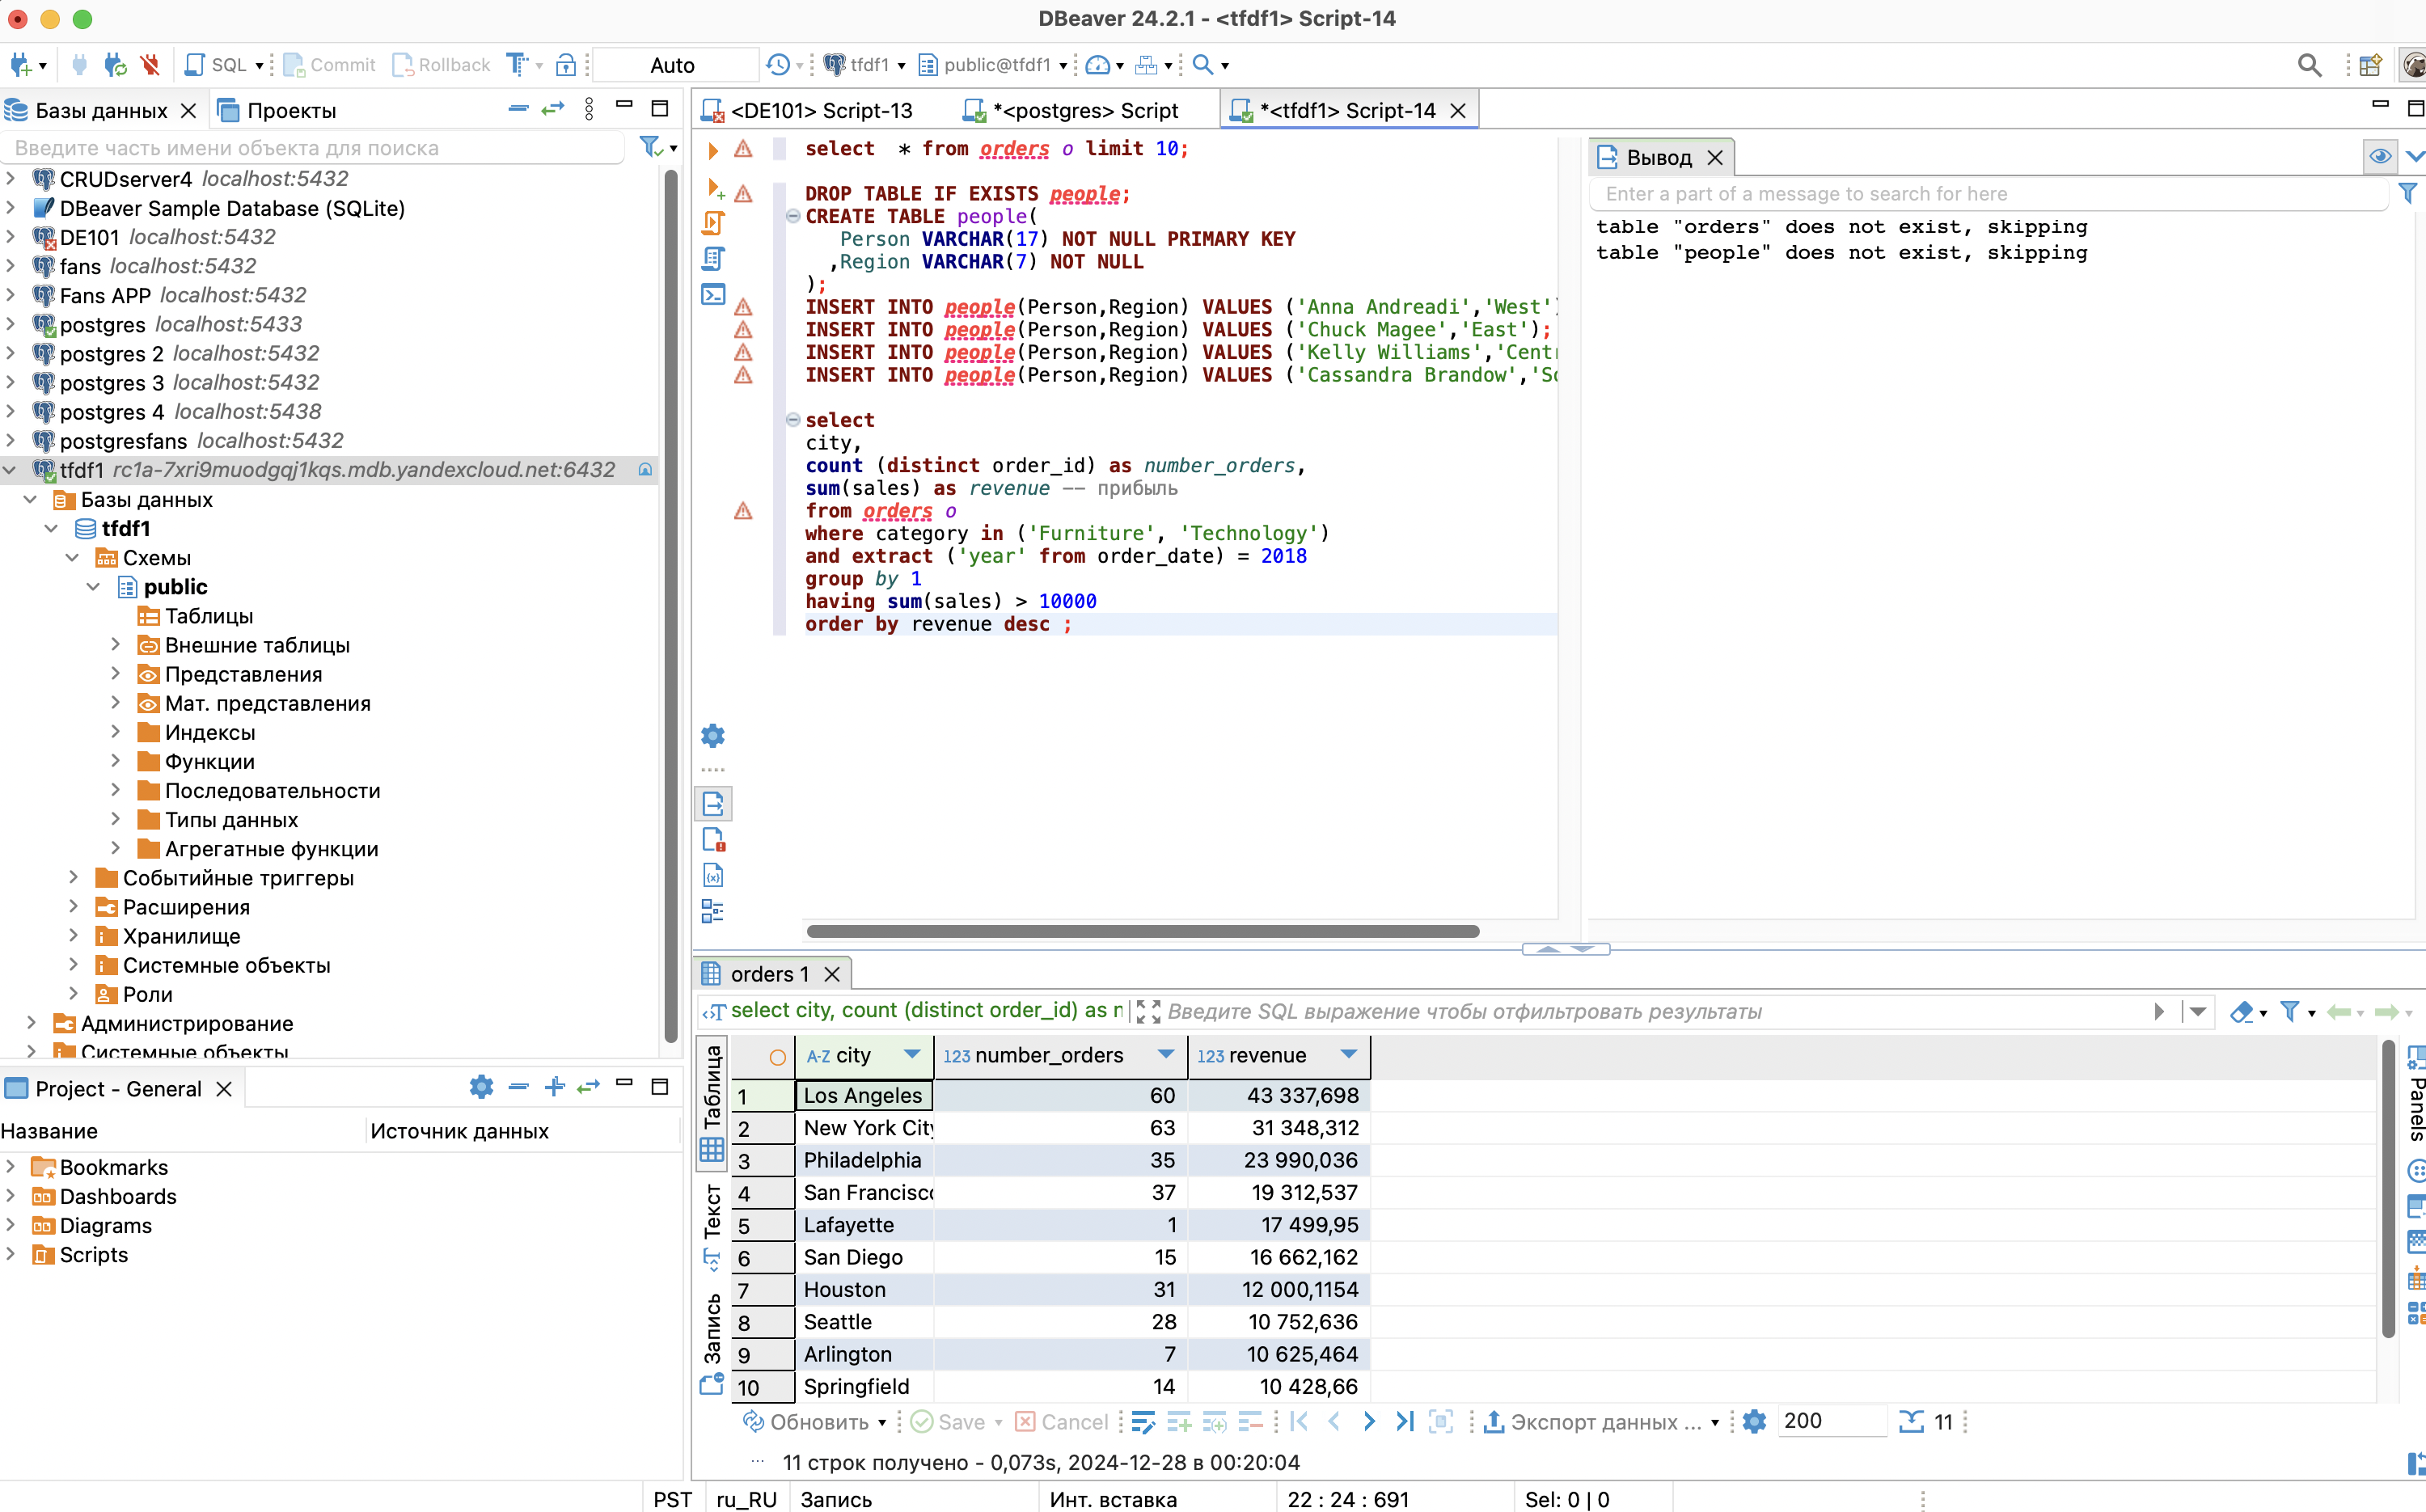 DBeaver 24.2.1 - <tfdf1> Script-14
SQL Commit Rollback Auto tfdf1 public@tfdf1
Базы данных Проекты
Введите часть имени объекта для поиска
CRUDserver4 localhost:5432
DBeaver Sample Database (SQLite)
DE101 localhost:5432
fans localhost:5432
Fans APP localhost:5432
postgres localhost:5433
postgres 2 localhost:5432
postgres 3 localhost:5432
postgres 4 localhost:5438
postgresfans localhost:5432
tfdf1 rc1a-7xri9muodgqj1kqs.mdb.yandexcloud.net:6432
Базы данных
tfdf1
Схемы
public
Таблицы
Внешние таблицы
Представления
Мат. представления
Индексы
Функции
Последовательности
Типы данных
Агрегатные функции
Событийные триггеры
Расширения
Хранилище
Системные объекты
Роли
Администрирование
Системные объекты
Project - General
Название Источник данных
Bookmarks
Dashboards
Diagrams
Scripts
<DE101> Script-13 *<postgres> Script *<tfdf1> Script-14
select * from orders o limit 10;
DROP TABLE IF EXISTS people;
CREATE TABLE people(
Person VARCHAR(17) NOT NULL PRIMARY KEY
,Region VARCHAR(7) NOT NULL
);
INSERT INTO people(Person,Region) VALUES ('Anna Andreadi','West')
INSERT INTO people(Person,Region) VALUES ('Chuck Magee','East');
INSERT INTO people(Person,Region) VALUES ('Kelly Williams','Centr
INSERT INTO people(Person,Region) VALUES ('Cassandra Brandow','So
select
city,
count (distinct order_id) as number_orders,
sum(sales) as revenue -- прибыль
from orders o
where category in ('Furniture', 'Technology')
and extract ('year' from order_date) = 2018
group by 1
having sum(sales) > 10000
order by revenue desc ;
Вывод
Enter a part of a message to search for here
table "orders" does not exist, skipping
table "people" does not exist, skipping
orders 1
select city, count (distinct order_id) as n Введите SQL выражение чтобы отфильтровать результаты
Таблица
Текст
Запись
A-Z city 123 number_orders 123 revenue
1 Los Angeles 60 43 337,698
2 New York City 63 31 348,312
3 Philadelphia 35 23 990,036
4 San Francisco 37 19 312,537
5 Lafayette 1 17 499,95
6 San Diego 15 16 662,162
7 Houston 31 12 000,1154
8 Seattle 28 10 752,636
9 Arlington 7 10 625,464
10 Springfield 14 10 428,66
Panels
Обновить Save Cancel Экспорт данных ... 200 11
11 строк получено - 0,073s, 2024-12-28 в 00:20:04
PST ru_RU Запись Инт. вставка 22 : 24 : 691 Sel: 0 | 0